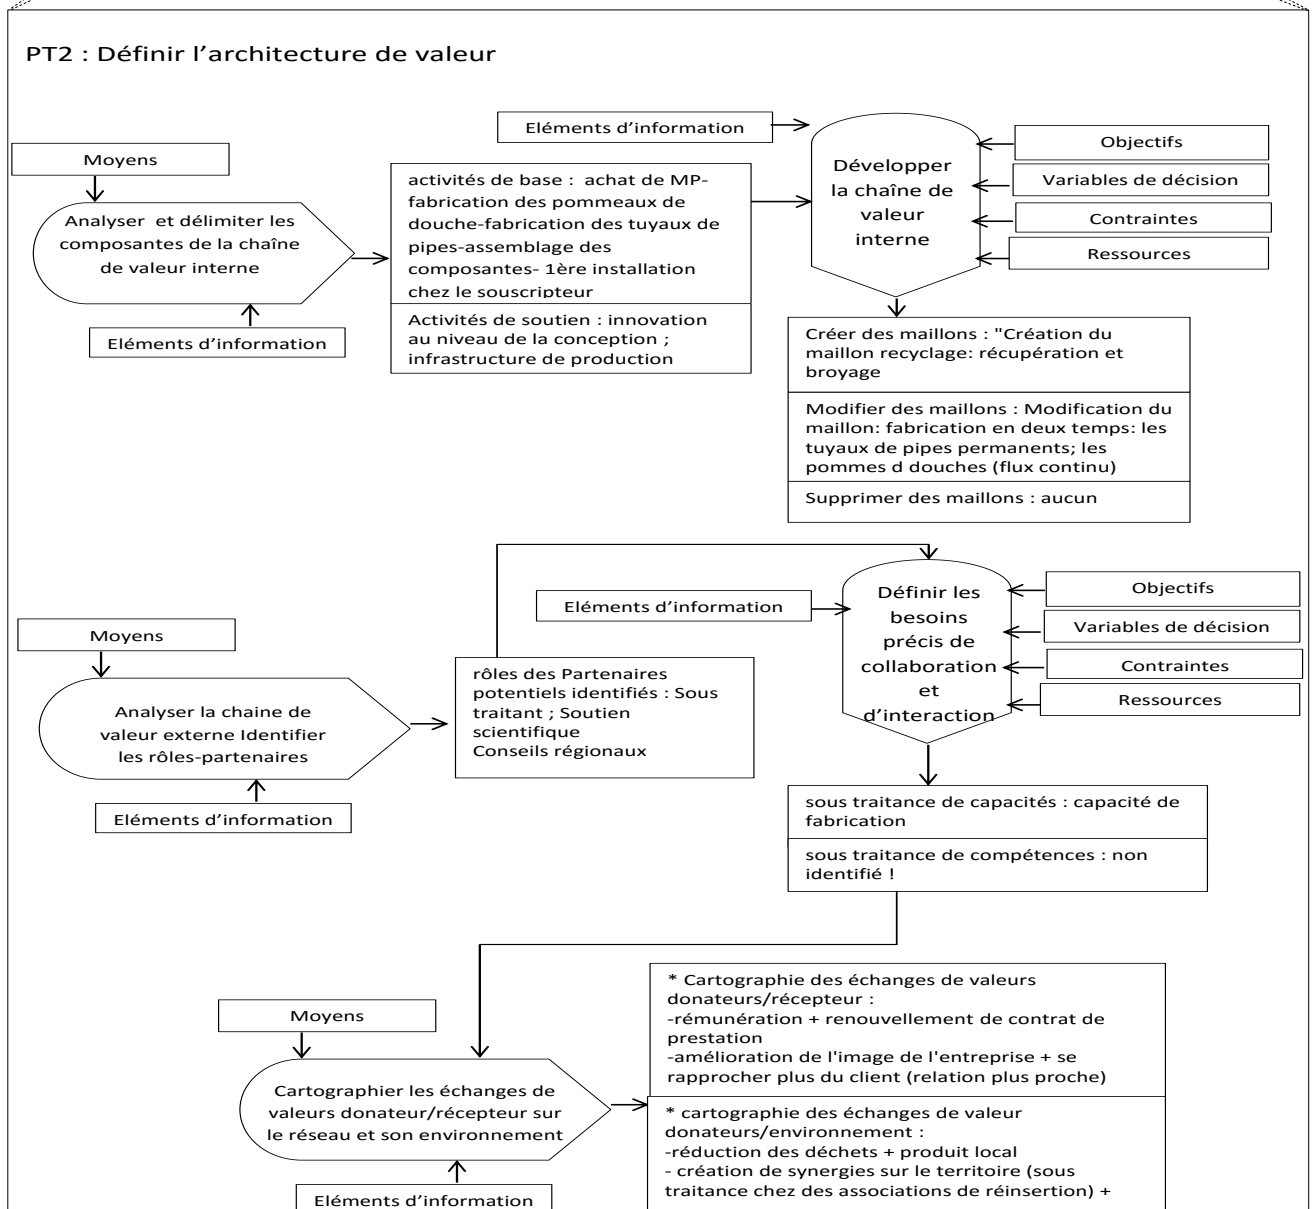 PT2 : Définir l'architecture de valeur
Eléments d'information
Moyens
Analyser et délimiter les
composantes de la chaîne
de valeur interne
Eléments d'information
activités de base : achat de MP-
fabrication des pommeaux de
douche-fabrication des tuyaux de
pipes-assemblage des
composantes- 1ère installation
chez le souscripteur
Activités de soutien : innovation
au niveau de la conception ;
infrastructure de production
Développer
la chaîne de
valeur
interne
Objectifs
Variables de décision
Contraintes
Ressources
Créer des maillons : "Création du
maillon recyclage: récupération et
broyage
Modifier des maillons : Modification du
maillon: fabrication en deux temps: les
tuyaux de pipes permanents; les
pommes d douches (flux continu)
Supprimer des maillons : aucun
Eléments d'information
Moyens
Analyser la chaine de
valeur externe Identifier
les rôles-partenaires
Eléments d'information
rôles des Partenaires
potentiels identifiés : Sous
traitant ; Soutien
scientifique
Conseils régionaux
Définir les
besoins
précis de
collaboration
et
d'interaction
Objectifs
Variables de décision
Contraintes
Ressources
sous traitance de capacités : capacité de
fabrication
sous traitance de compétences : non
identifié !
Moyens
Cartographier les échanges de
valeurs donateur/récepteur sur
le réseau et son environnement
Eléments d'information
* Cartographie des échanges de valeurs
donateurs/récepteur :
-rémunération + renouvellement de contrat de
prestation
-amélioration de l'image de l'entreprise + se
rapprocher plus du client (relation plus proche)
* cartographie des échanges de valeur
donateurs/environnement :
-réduction des déchets + produit local
- création de synergies sur le territoire (sous
traitance chez des associations de réinsertion) +